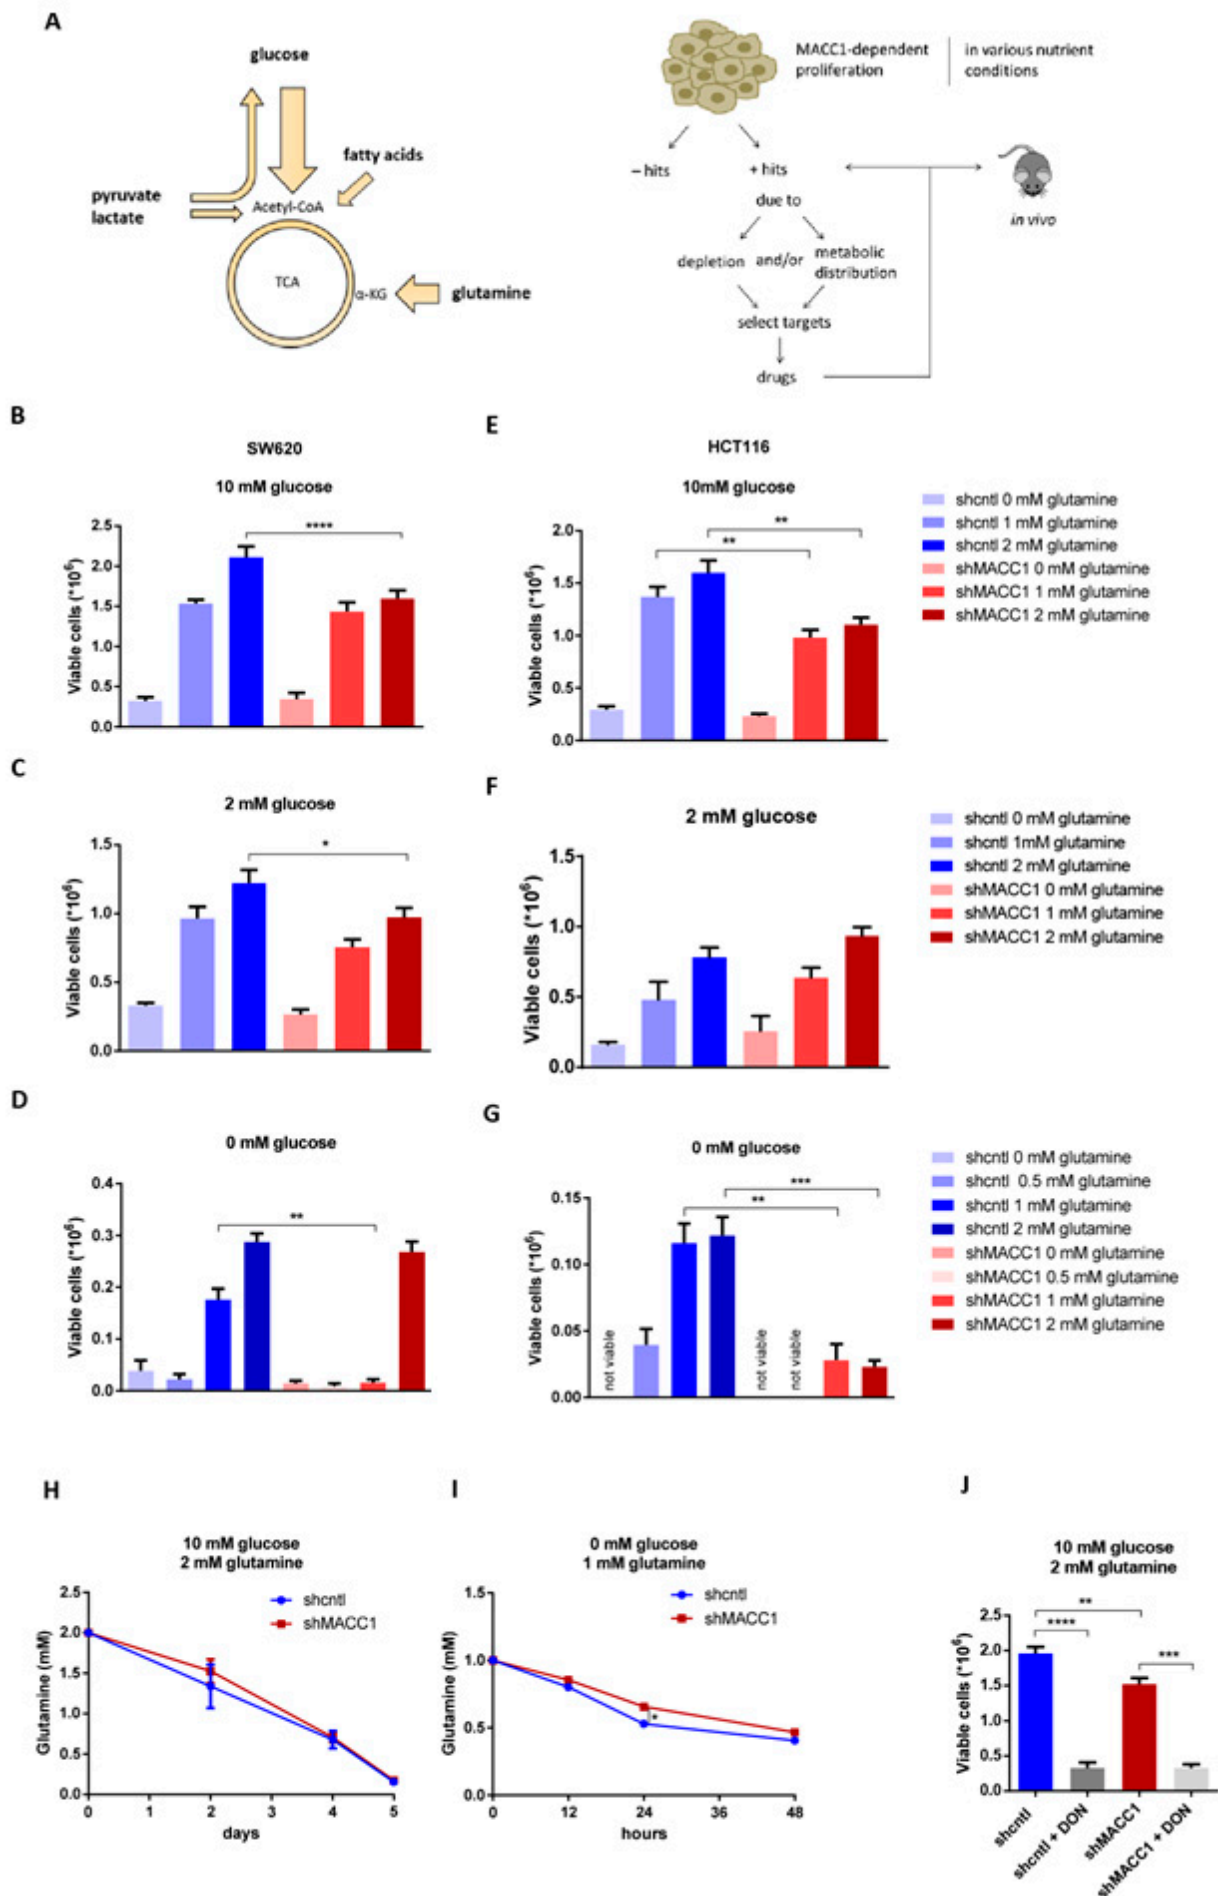 A
glucose
fatty acids
pyruvate
lactate
Acetyl-CoA
TCA
α-KG
glutamine
MACC1-dependent
proliferation
in various nutrient
conditions
– hits
+ hits
due to
depletion
and/or
metabolic
distribution
select targets
drugs
in vivo
B
SW620
10 mM glucose
Viable cells (*10⁶)
2.5
2.0
1.5
1.0
0.5
0.0
****
E
HCT116
10mM glucose
Viable cells (*10⁶)
2.0
1.5
1.0
0.5
0.0
**
**
shcntl 0 mM glutamine
shcntl 1 mM glutamine
shcntl 2 mM glutamine
shMACC1 0 mM glutamine
shMACC1 1 mM glutamine
shMACC1 2 mM glutamine
C
2 mM glucose
Viable cells (*10⁶)
1.5
1.0
0.5
0.0
*
F
2 mM glucose
Viable cells (*10⁶)
1.5
1.0
0.5
0.0
shcntl 0 mM glutamine
shcntl 1mM glutamine
shcntl 2 mM glutamine
shMACC1 0 mM glutamine
shMACC1 1 mM glutamine
shMACC1 2 mM glutamine
D
0 mM glucose
Viable cells (*10⁶)
0.4
0.3
0.2
0.1
0.0
**
G
0 mM glucose
Viable cells (*10⁶)
0.15
0.10
0.05
0.00
**
***
not viable
not viable
not viable
shcntl 0 mM glutamine
shcntl 0.5 mM glutamine
shcntl 1 mM glutamine
shcntl 2 mM glutamine
shMACC1 0 mM glutamine
shMACC1 0.5 mM glutamine
shMACC1 1 mM glutamine
shMACC1 2 mM glutamine
H
10 mM glucose
2 mM glutamine
Glutamine (mM)
2.5
2.0
1.5
1.0
0.5
0.0
shcntl
shMACC1
0 1 2 3 4 5
days
I
0 mM glucose
1 mM glutamine
Glutamine (mM)
1.5
1.0
0.5
0.0
shcntl
shMACC1
*
0 12 24 36 48
hours
J
10 mM glucose
2 mM glutamine
Viable cells (*10⁶)
2.5
2.0
1.5
1.0
0.5
0.0
**
****
***
shcntl
shcntl + DON
shMACC1
shMACC1 + DON